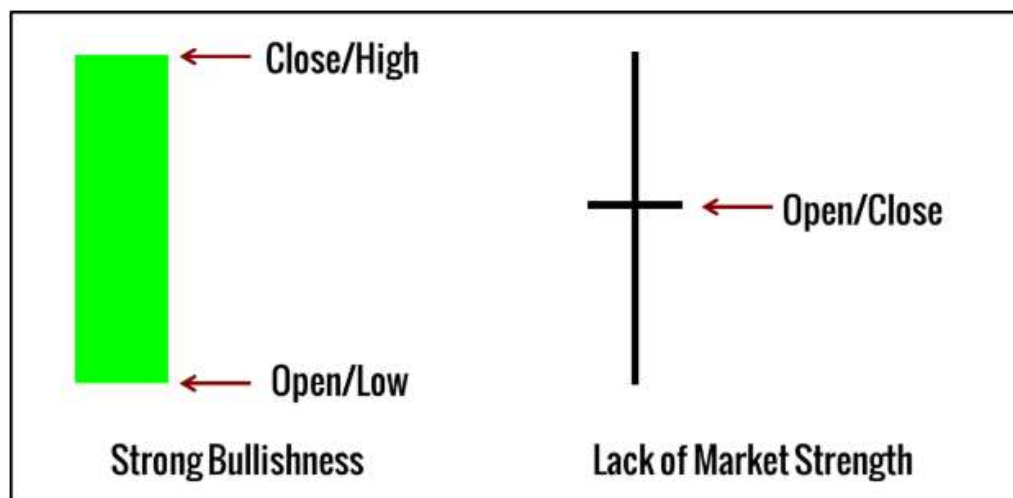 Close/High
Open/Close
Open/Low
Strong Bullishness
Lack of Market Strength